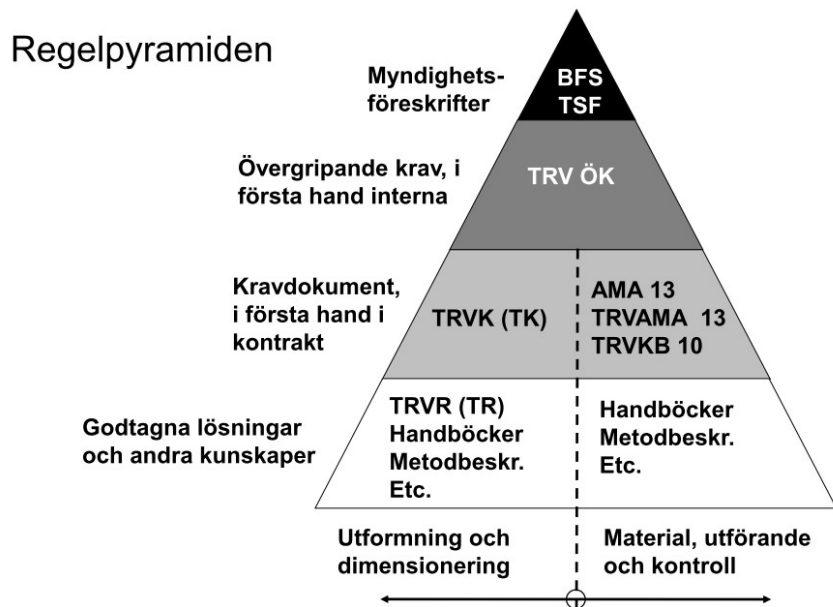 Regelpyramiden
Myndighets-
föreskrifter
BFS
TSF
Övergripande krav, i
första hand interna
TRV ÖK
Kravdokument,
i första hand i
kontrakt
TRVK (TK)
AMA 13
TRVAMA 13
TRVKB 10
Godtagna lösningar
och andra kunskaper
TRVR (TR)
Handböcker
Metodbeskr.
Etc.
Handböcker
Metodbeskr.
Etc.
Utformning och
dimensionering
Material, utförande
och kontroll